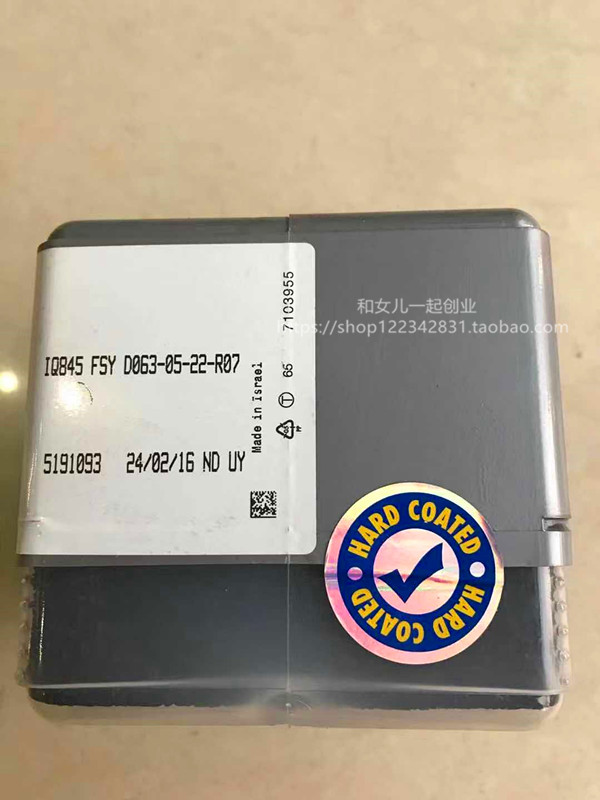 和女儿一起创业
https://shop122342831.taobao.com
IQ845 FSY D063-05-22-R07
5191093 24/02/16 ND UY
Made in Israel
PP
T 65 7103955
HARD COATED
HARD COATED